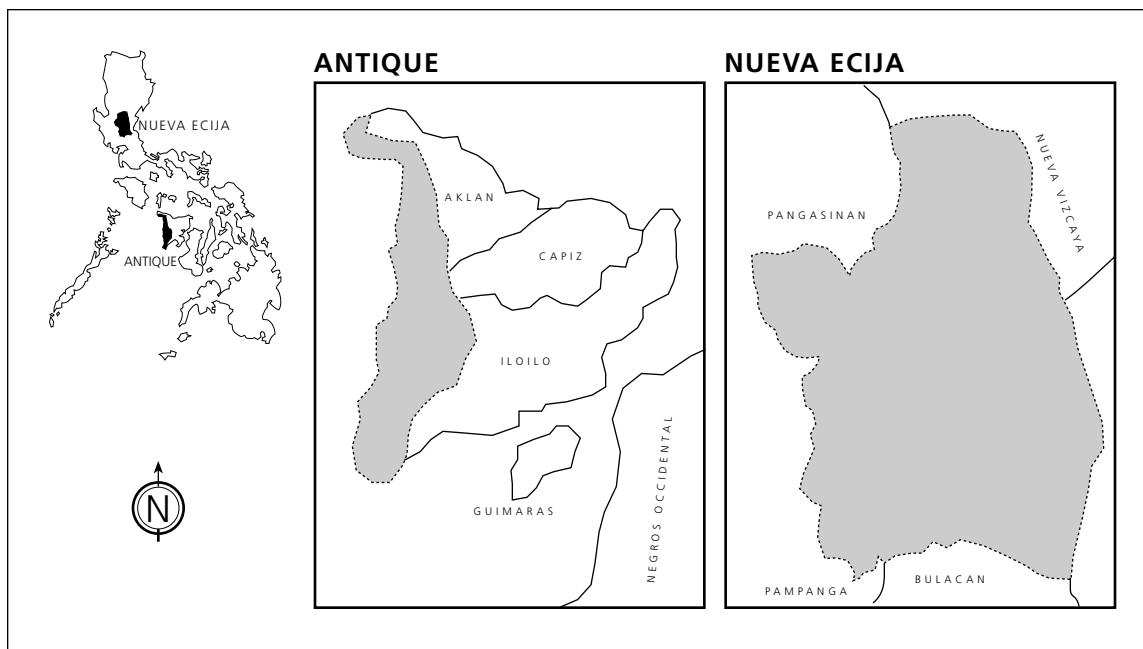 NUEVA ECIJA
ANTIQUE
N
ANTIQUE
AKLAN
CAPIZ
ILOILO
GUIMARAS
NEGROS OCCIDENTAL
NUEVA ECIJA
PANGASINAN
NUEVA VIZCAYA
PAMPANGA
BULACAN